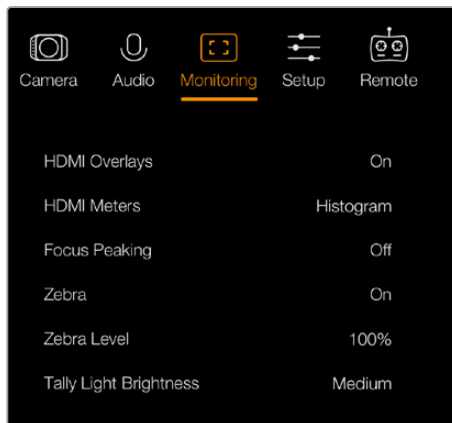 Camera Audio Monitoring Setup Remote
HDMI Overlays On
HDMI Meters Histogram
Focus Peaking Off
Zebra On
Zebra Level 100%
Tally Light Brightness Medium